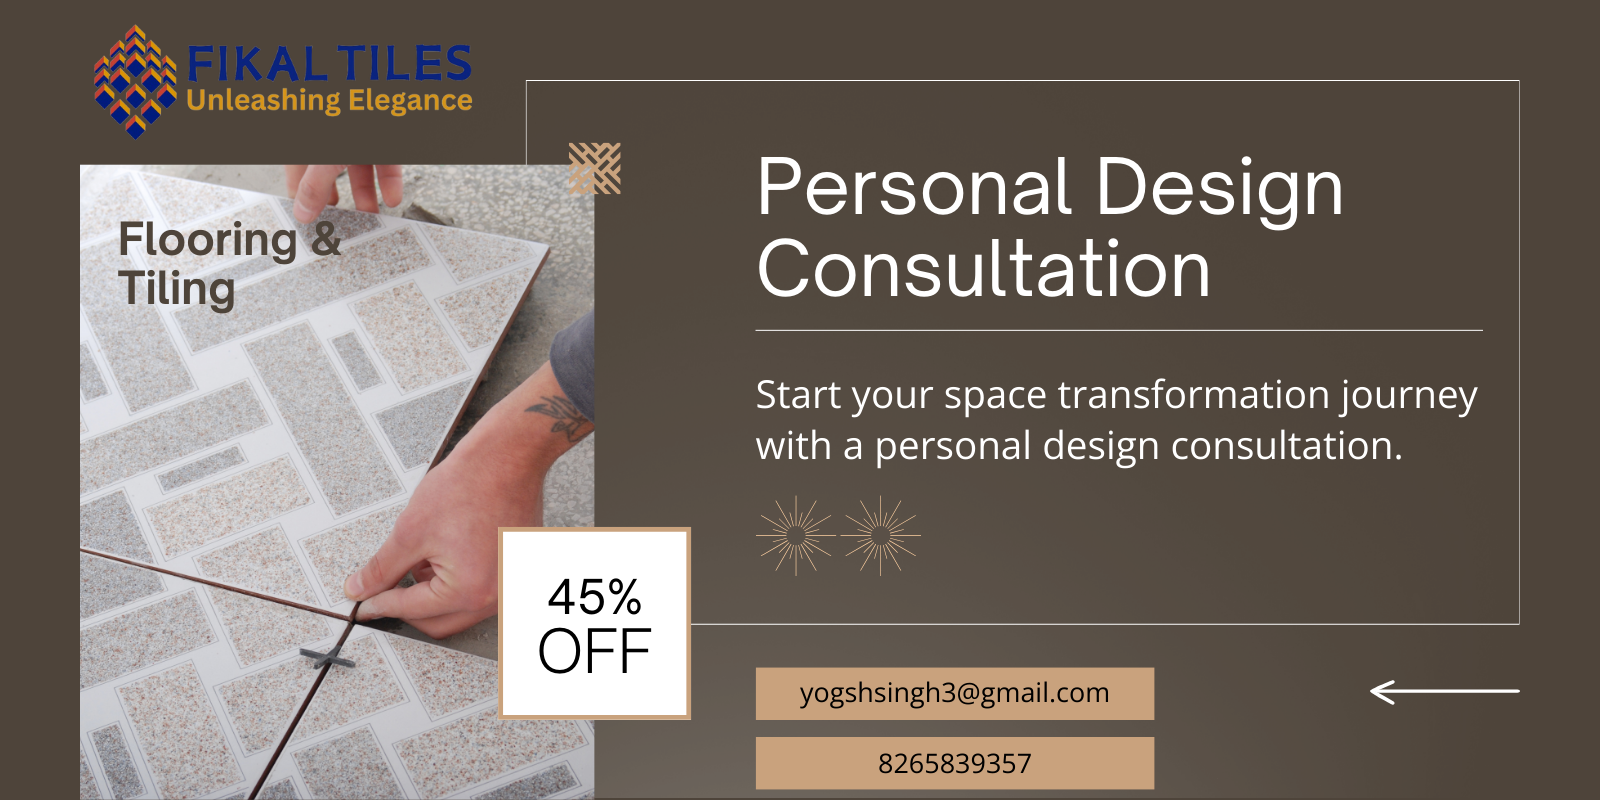 FIKAL TILES
Unleashing Elegance
Flooring &
Tiling
Personal Design
Consultation
Start your space transformation journey
with a personal design consultation.
45%
OFF
yogshsingh3@gmail.com
8265839357